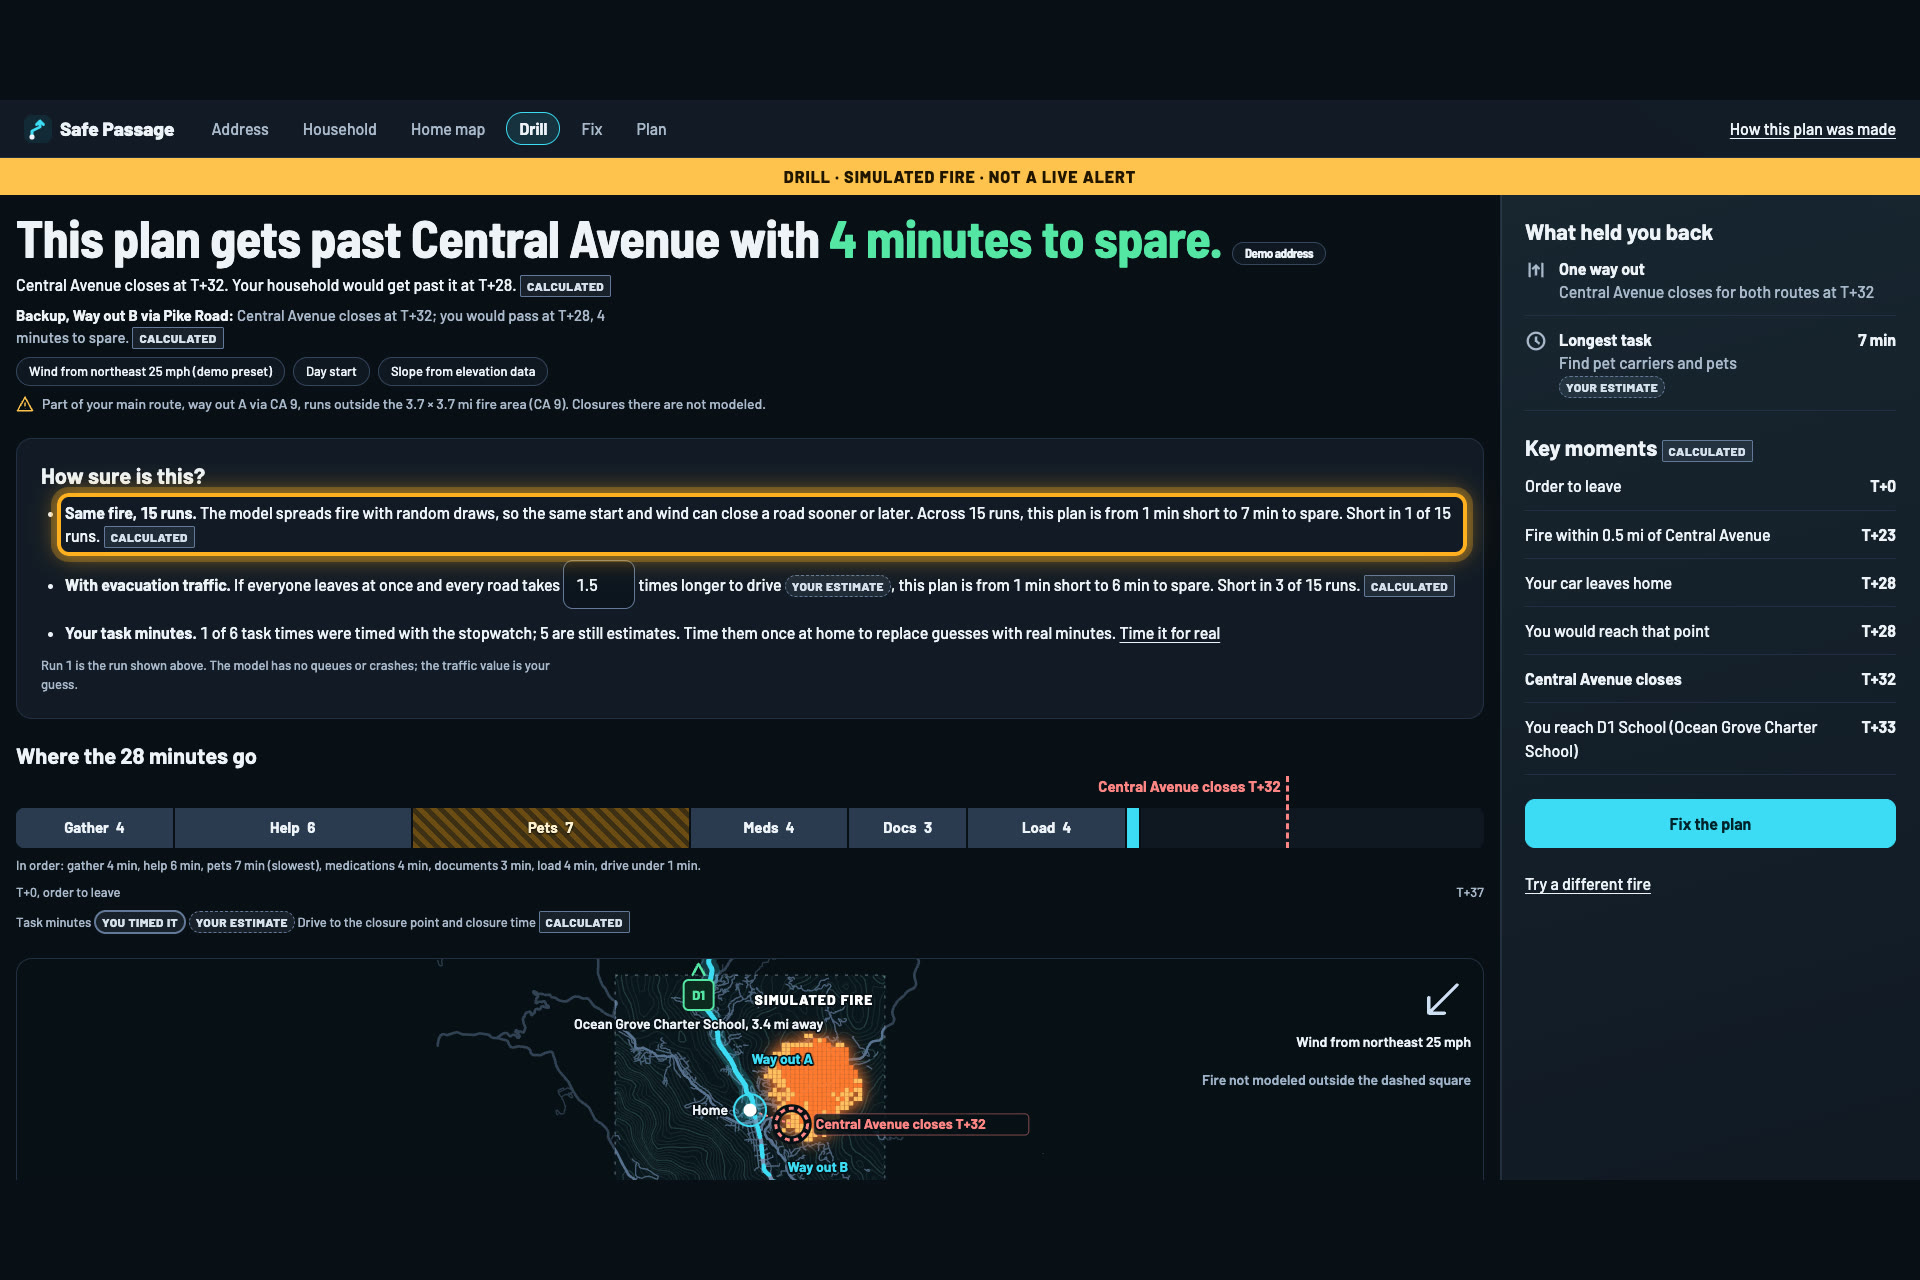 Safe Passage
Address
Household
Home map
Drill
Fix
Plan
How this plan was made
DRILL · SIMULATED FIRE · NOT A LIVE ALERT
This plan gets past Central Avenue with 4 minutes to spare. Demo address
Central Avenue closes at T+32. Your household would get past it at T+28. CALCULATED
Backup, Way out B via Pike Road: Central Avenue closes at T+32; you would pass at T+28, 4
minutes to spare. CALCULATED
Wind from northeast 25 mph (demo preset)
Day start
Slope from elevation data
Part of your main route, way out A via CA 9, runs outside the 3.7 × 3.7 mi fire area (CA 9). Closures there are not modeled.
How sure is this?
• Same fire, 15 runs. The model spreads fire with random draws, so the same start and wind can close a road sooner or later. Across 15 runs, this plan is from 1 min short to 7 min to spare. Short in 1 of 15
runs. CALCULATED
• With evacuation traffic. If everyone leaves at once and every road takes 1.5 times longer to drive YOUR ESTIMATE, this plan is from 1 min short to 6 min to spare. Short in 3 of 15 runs. CALCULATED
• Your task minutes. 1 of 6 task times were timed with the stopwatch; 5 are still estimates. Time them once at home to replace guesses with real minutes. Time it for real
Run 1 is the run shown above. The model has no queues or crashes; the traffic value is your
guess.
Where the 28 minutes go
Central Avenue closes T+32
Gather 4
Help 6
Pets 7
Meds 4
Docs 3
Load 4
In order: gather 4 min, help 6 min, pets 7 min (slowest), medications 4 min, documents 3 min, load 4 min, drive under 1 min.
T+0, order to leave
T+37
Task minutes YOU TIMED IT YOUR ESTIMATE Drive to the closure point and closure time CALCULATED
D1
SIMULATED FIRE
Ocean Grove Charter School, 3.4 mi away
Way out A
Home
Central Avenue closes T+32
Way out B
Wind from northeast 25 mph
Fire not modeled outside the dashed square
What held you back
One way out
Central Avenue closes for both routes at T+32
Longest task 7 min
Find pet carriers and pets
YOUR ESTIMATE
Key moments CALCULATED
Order to leave T+0
Fire within 0.5 mi of Central Avenue T+23
Your car leaves home T+28
You would reach that point T+28
Central Avenue closes T+32
You reach D1 School (Ocean Grove Charter T+33
School)
Fix the plan
Try a different fire